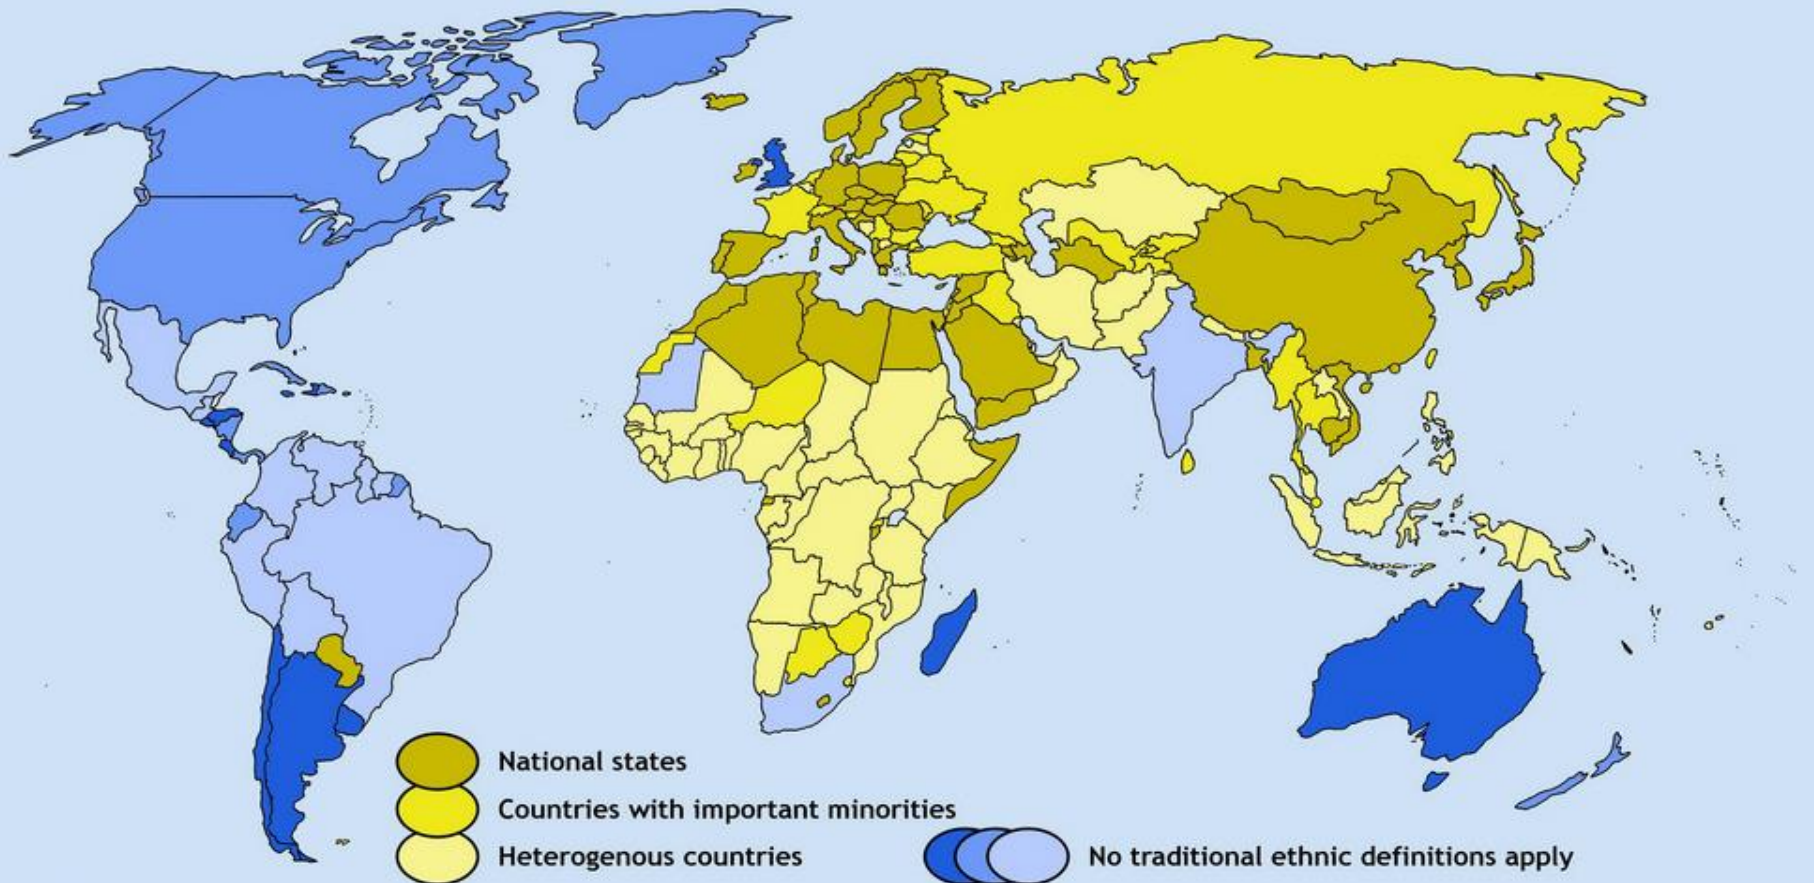 National states
Countries with important minorities
Heterogenous countries
No traditional ethnic definitions apply